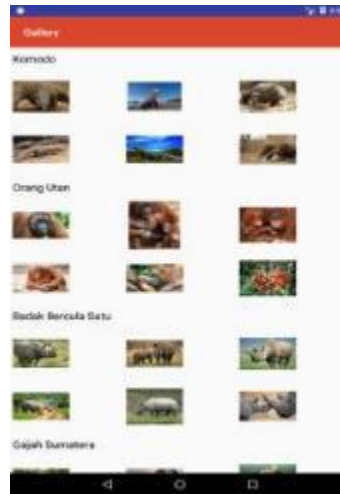 Gallery
Komodo
Orang Utan
Badak Bercula Satu
Gajah Sumatera